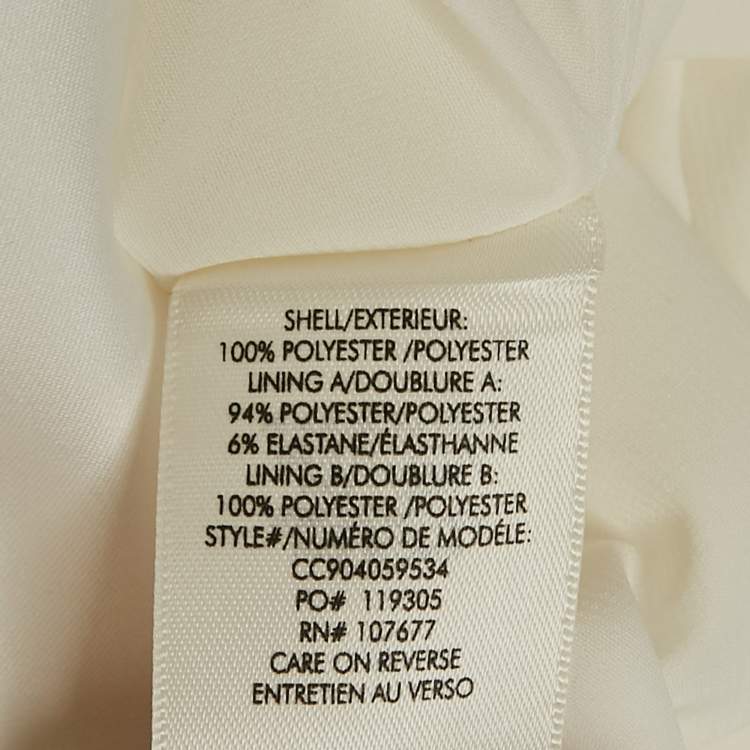 SHELL/EXTERIEUR:
100% POLYESTER /POLYESTER
LINING A/DOUBLURE A:
94% POLYESTER/POLYESTER
6% ELASTANE/ÉLASTHANNE
LINING B/DOUBLURE B:
100% POLYESTER /POLYESTER
STYLE#/NUMÉRO DE MODÉLE:
CC904059534
PO# 119305
RN# 107677
CARE ON REVERSE
ENTRETIEN AU VERSO